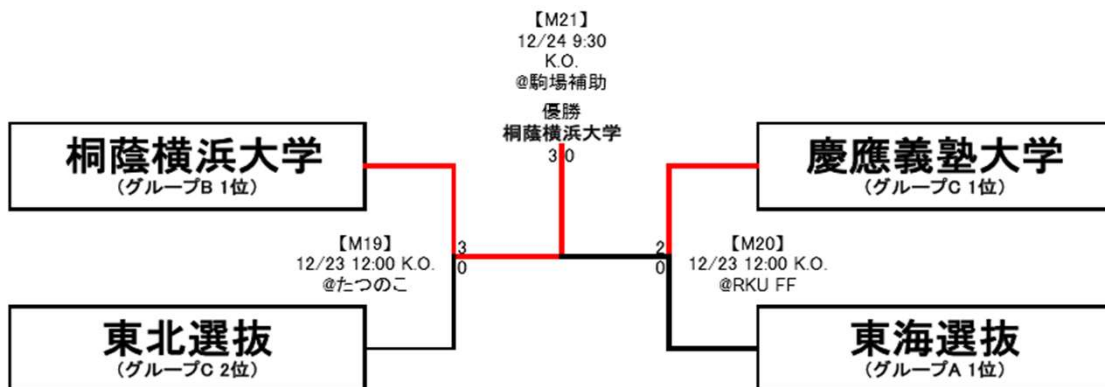 【M21】
12/24 9:30
K.O.
@駒場補助
優勝
桐蔭横浜大学
3 0
桐蔭横浜大学
(グループB 1位)
慶應義塾大学
(グループC 1位)
【M19】
12/23 12:00 K.O.
@たつのこ
3
0
2
0
【M20】
12/23 12:00 K.O.
@RKU FF
東北選抜
(グループC 2位)
東海選抜
(グループA 1位)